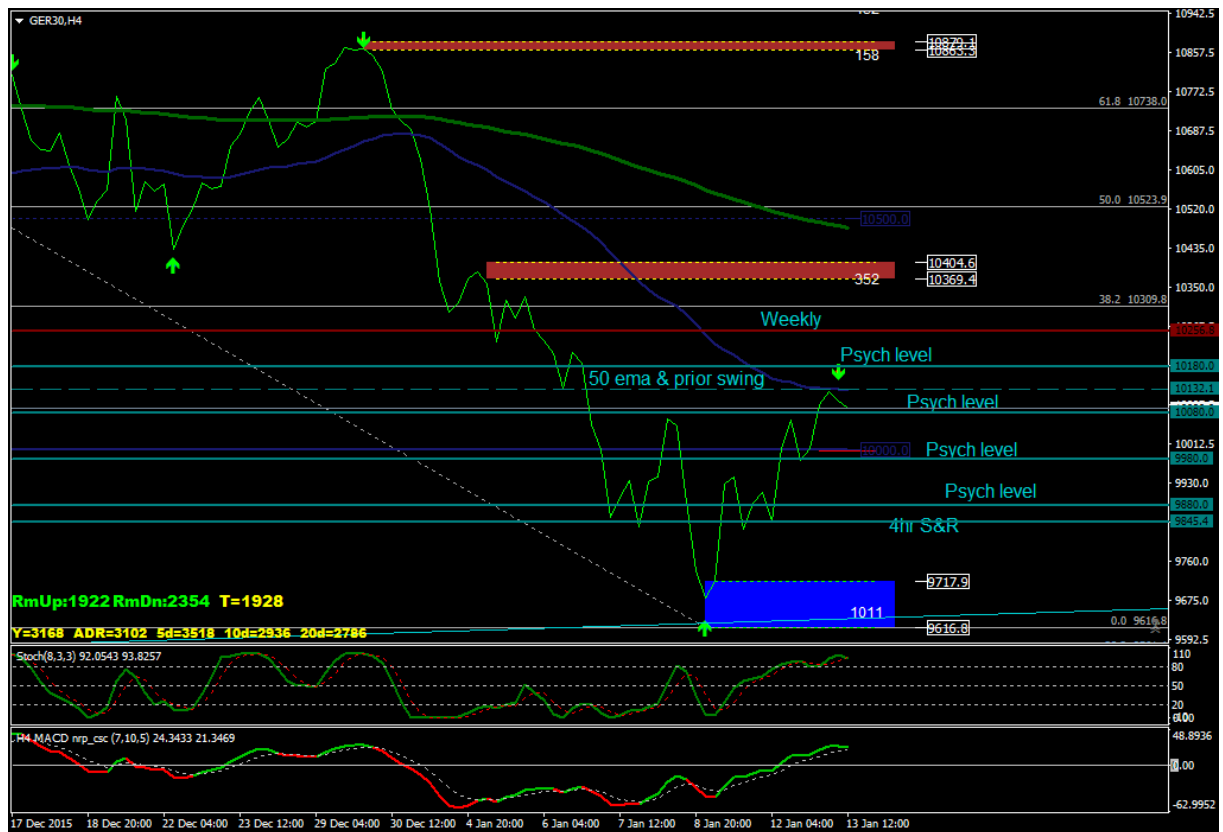 GER30,H4
10942.5
10879.1
10863.3
158
10857.5
10772.5
61.8 10738.0
10687.5
10605.0
50.0 10523.9
10520.0
10500.0
10435.0
10404.6
10369.4
352
10350.0
38.2 10309.8
Weekly
Psych level
10180.0
50 ema & prior swing
10132.1
Psych level
10080.0
10012.5
10000.0
Psych level
9980.0
9930.0
Psych level
9880.0
9845.4
4hr S&R
9760.0
9717.9
RmUp:1922 RmDn:2354 T=1928
1011
9675.0
0.0 9616.8
9616.8
Y=3168 ADR=3102 5d=3518 10d=2936 20d=2786
9592.5
Stoch(8,3,3) 92.0543 93.8257
110
80
50
20
H4 MACD nrp_csc (7,10,5) 24.3433 21.3469
48.8936
0.00
-62.9952
17 Dec 2015
18 Dec 20:00
22 Dec 04:00
23 Dec 12:00
29 Dec 04:00
30 Dec 12:00
4 Jan 20:00
6 Jan 04:00
7 Jan 12:00
8 Jan 20:00
12 Jan 04:00
13 Jan 12:00